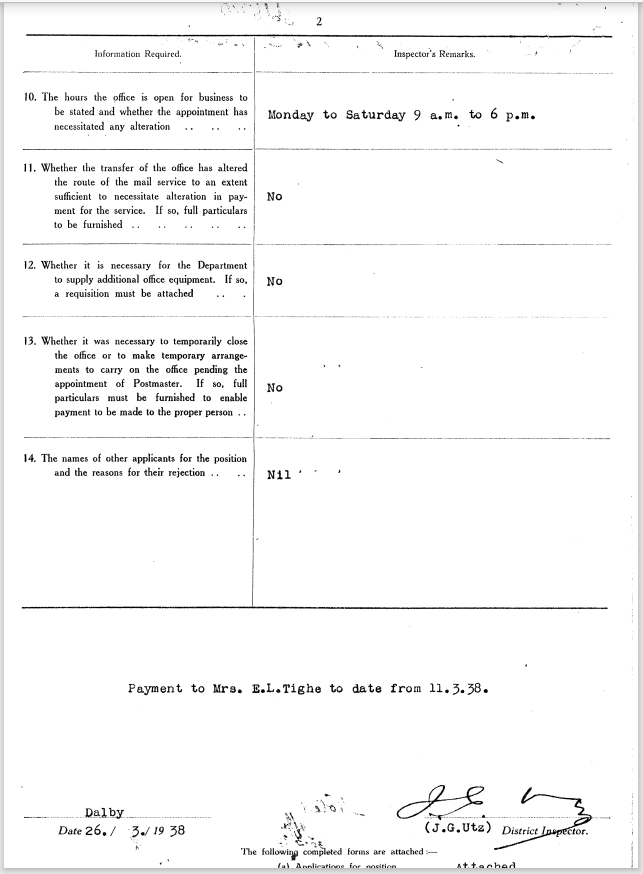 2
Information Required.
Inspector's Remarks.
10. The hours the office is open for business to
be stated and whether the appointment has
necessitated any alteration .. .. ..
Monday to Saturday 9 a.m. to 6 p.m.
11. Whether the transfer of the office has altered
the route of the mail service to an extent
sufficient to necessitate alteration in pay-
ment for the service. If so, full particulars
to be furnished .. .. .. .. ..
No
12. Whether it is necessary for the Department
to supply additional office equipment. If so,
a requisition must be attached .. .
No
13. Whether it was necessary to temporarily close
the office or to make temporary arrange-
ments to carry on the office pending the
appointment of Postmaster. If so, full
particulars must be furnished to enable
payment to be made to the proper person ..
No
14. The names of other applicants for the position
and the reasons for their rejection .. ..
Nil
Payment to Mrs. E.L.Tighe to date from 11.3.38.
Dalby
Date 26./ 3./ 19 38
(J.G.Utz) District Inspector.
The following completed forms are attached :—
(a) Applications for position Attached